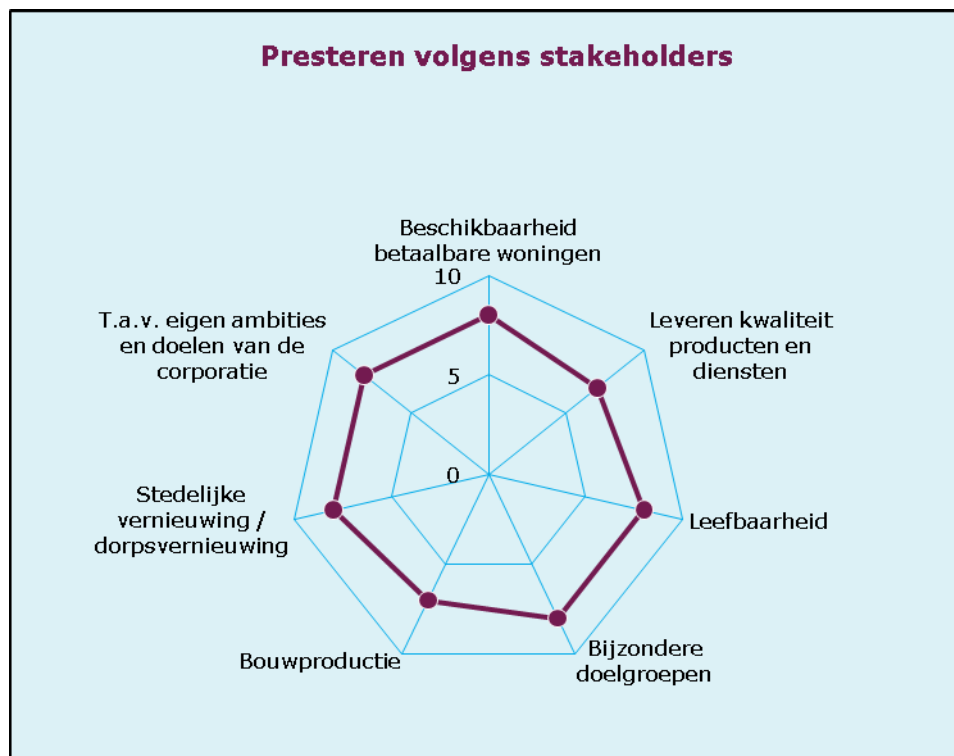 Presteren volgens stakeholders
Beschikbaarheid
betaalbare woningen
10
T.a.v. eigen ambities
en doelen van de
corporatie
Leveren kwaliteit
producten en
diensten
5
0
Stedelijke
vernieuwing /
dorpsvernieuwing
Leefbaarheid
Bouwproductie
Bijzondere
doelgroepen